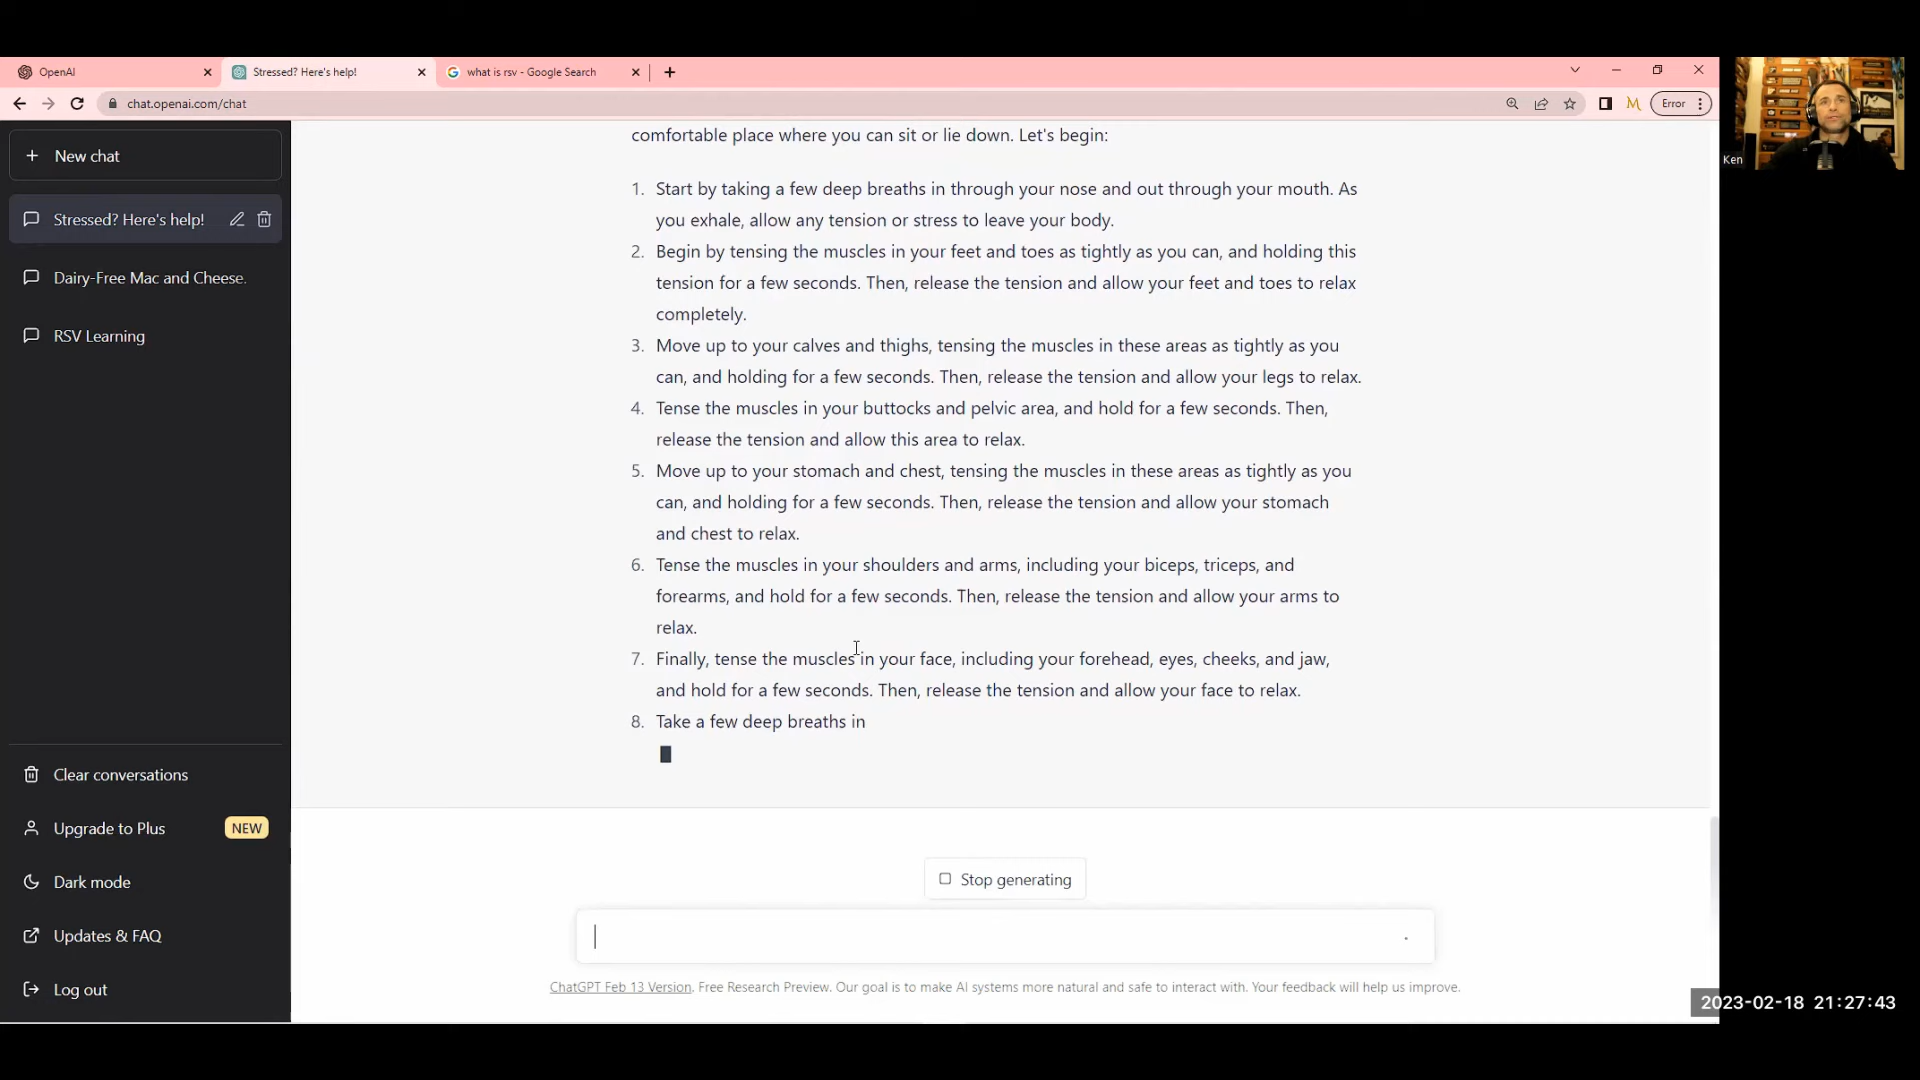 OpenAI
Stressed? Here's help!
what is rsv - Google Search
chat.openai.com/chat
Error
New chat
Stressed? Here's help!
Dairy-Free Mac and Cheese.
RSV Learning
Clear conversations
Upgrade to Plus
NEW
Dark mode
Updates & FAQ
Log out
comfortable place where you can sit or lie down. Let's begin:
1. Start by taking a few deep breaths in through your nose and out through your mouth. As
you exhale, allow any tension or stress to leave your body.
2. Begin by tensing the muscles in your feet and toes as tightly as you can, and holding this
tension for a few seconds. Then, release the tension and allow your feet and toes to relax
completely.
3. Move up to your calves and thighs, tensing the muscles in these areas as tightly as you
can, and holding for a few seconds. Then, release the tension and allow your legs to relax.
4. Tense the muscles in your buttocks and pelvic area, and hold for a few seconds. Then,
release the tension and allow this area to relax.
5. Move up to your stomach and chest, tensing the muscles in these areas as tightly as you
can, and holding for a few seconds. Then, release the tension and allow your stomach
and chest to relax.
6. Tense the muscles in your shoulders and arms, including your biceps, triceps, and
forearms, and hold for a few seconds. Then, release the tension and allow your arms to
relax.
7. Finally, tense the muscles in your face, including your forehead, eyes, cheeks, and jaw,
and hold for a few seconds. Then, release the tension and allow your face to relax.
8. Take a few deep breaths in
Stop generating
ChatGPT Feb 13 Version. Free Research Preview. Our goal is to make AI systems more natural and safe to interact with. Your feedback will help us improve.
Ken
2023-02-18 21:27:43